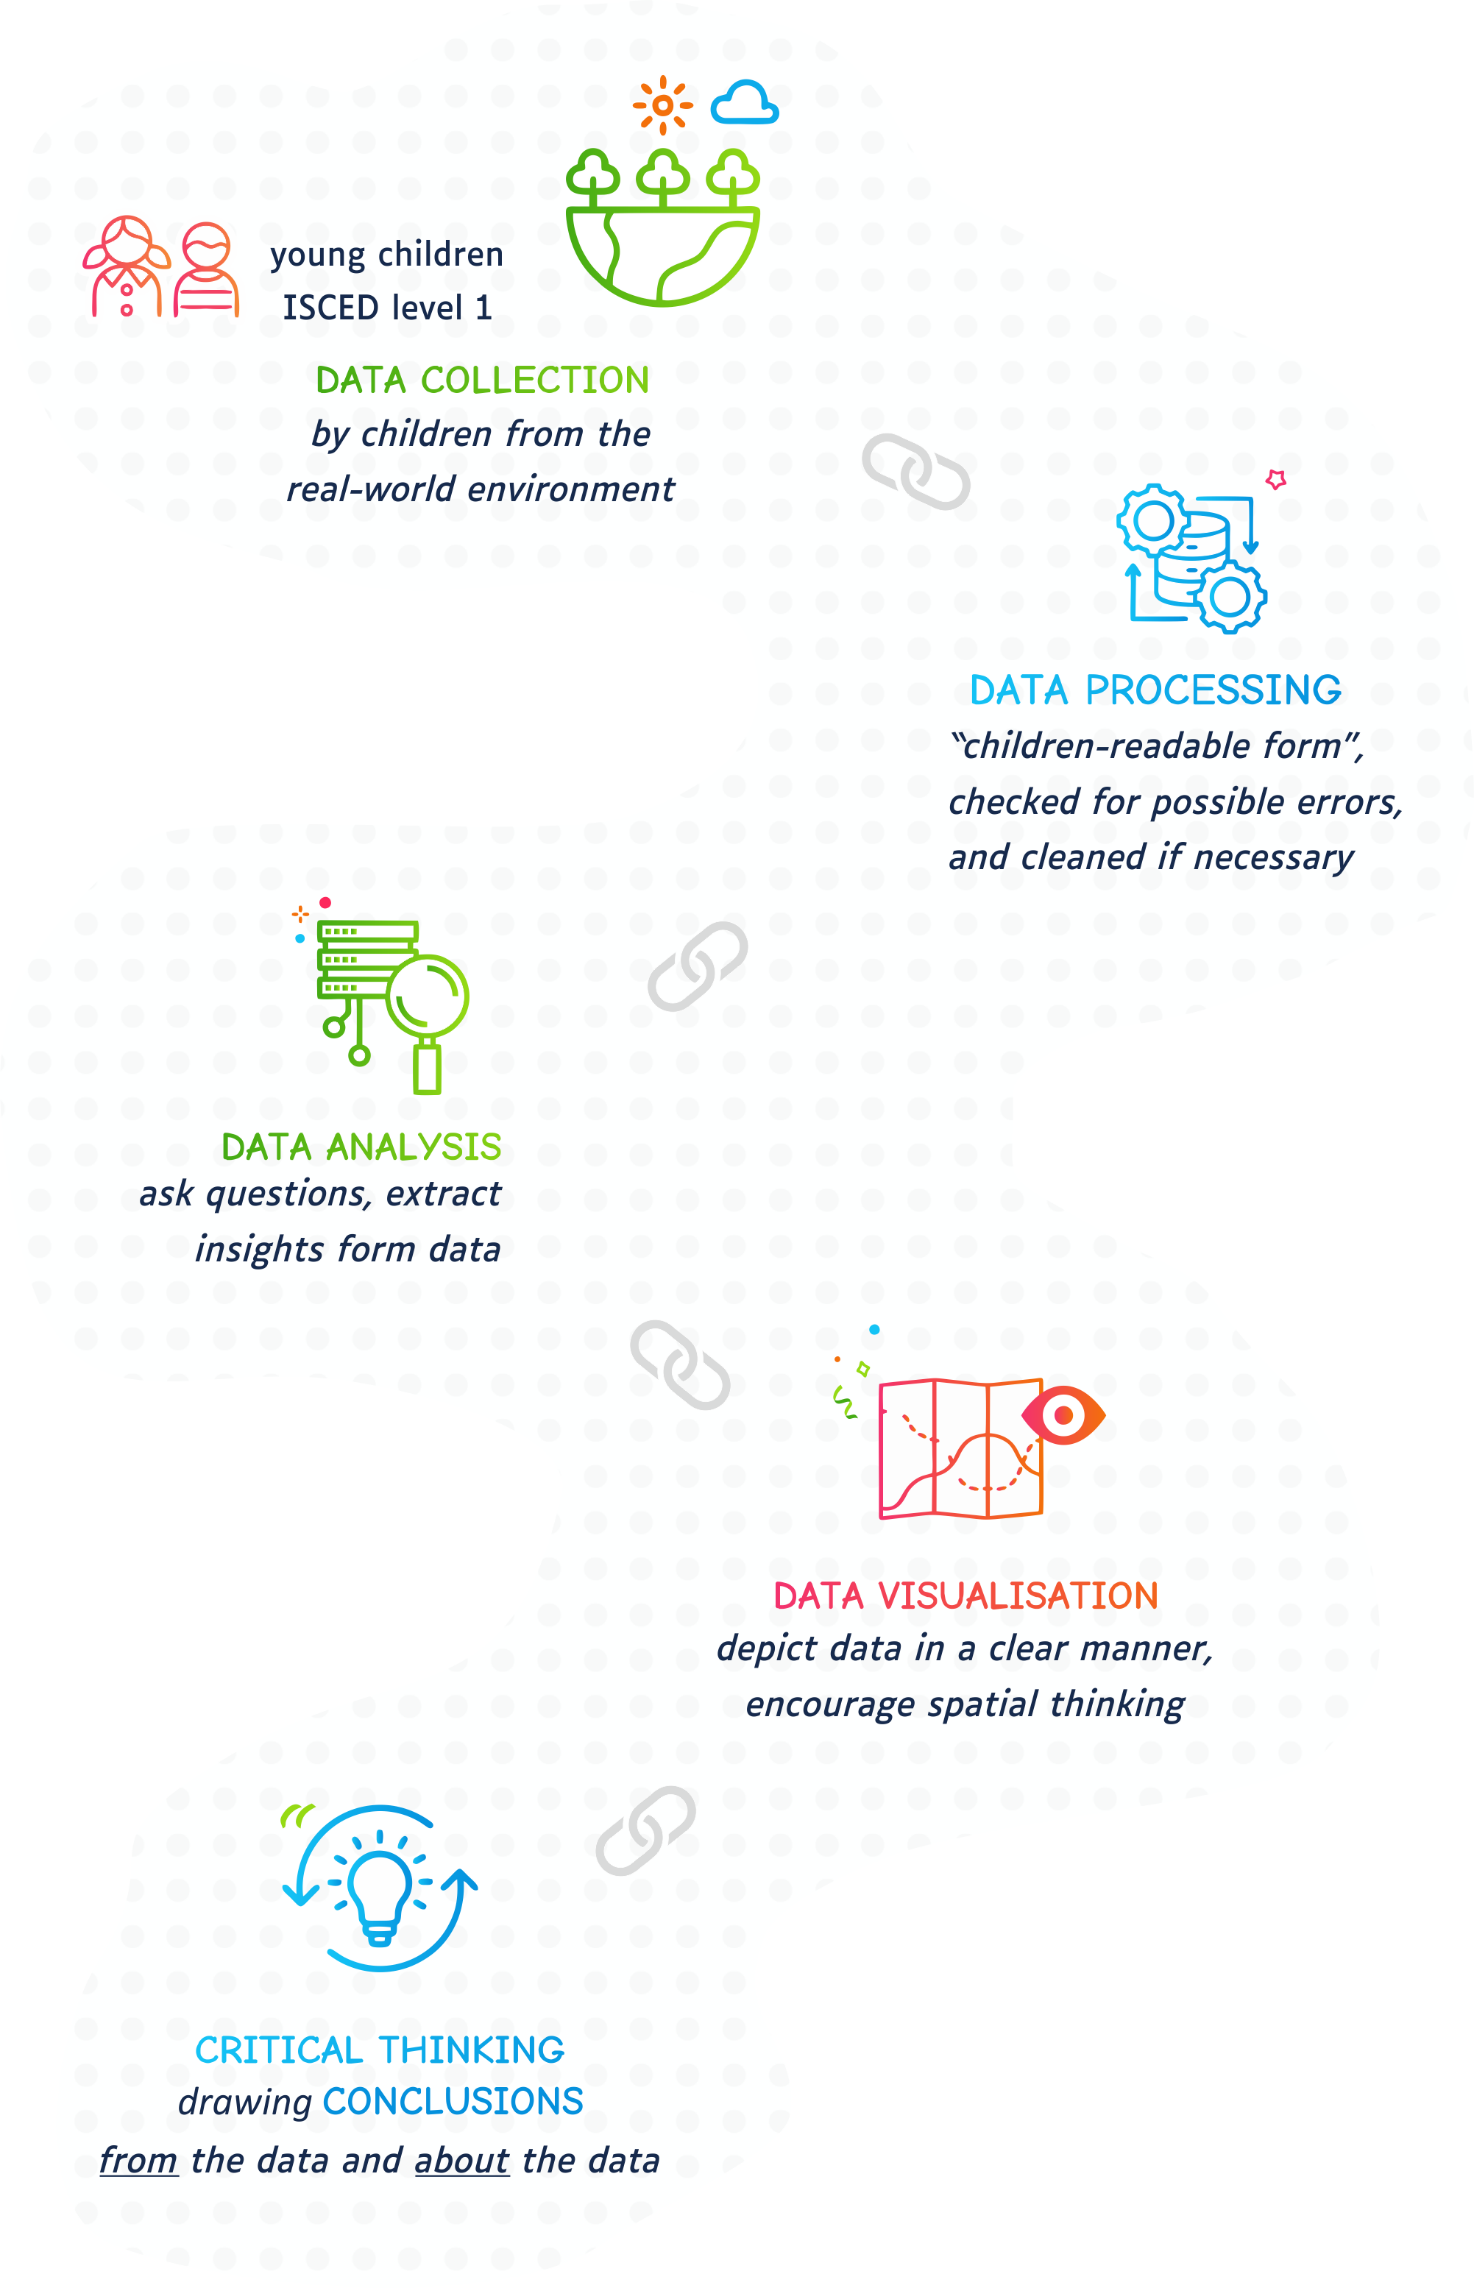 young children
ISCED level 1
DATA COLLECTION
by children from the
real-world environment
DATA PROCESSING
“children-readable form”,
checked for possible errors,
and cleaned if necessary
DATA ANALYSIS
ask questions, extract
insights form data
DATA VISUALISATION
depict data in a clear manner,
encourage spatial thinking
CRITICAL THINKING
drawing CONCLUSIONS
from the data and about the data